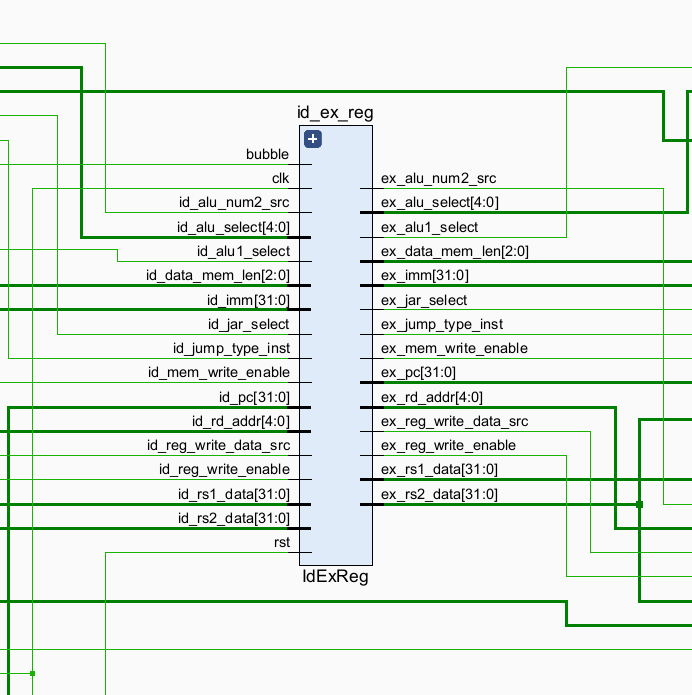 id_ex_reg
bubble
clk
id_alu_num2_src
id_alu_select[4:0]
id_alu1_select
id_data_mem_len[2:0]
id_imm[31:0]
id_jar_select
id_jump_type_inst
id_mem_write_enable
id_pc[31:0]
id_rd_addr[4:0]
id_reg_write_data_src
id_reg_write_enable
id_rs1_data[31:0]
id_rs2_data[31:0]
rst
ex_alu_num2_src
ex_alu_select[4:0]
ex_alu1_select
ex_data_mem_len[2:0]
ex_imm[31:0]
ex_jar_select
ex_jump_type_inst
ex_mem_write_enable
ex_pc[31:0]
ex_rd_addr[4:0]
ex_reg_write_data_src
ex_reg_write_enable
ex_rs1_data[31:0]
ex_rs2_data[31:0]
IdExReg